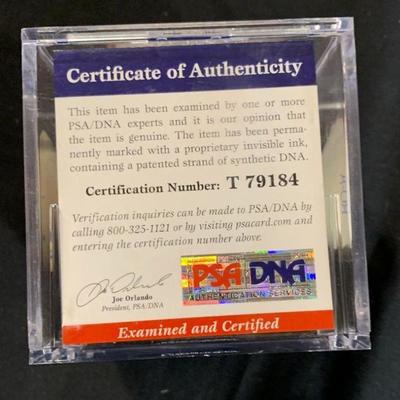 Certificate of Authenticity
This item has been examined by one or more
PSA/DNA experts and it is our opinion that
the item is genuine. The item has been perma-
nently marked with a proprietary invisible ink,
containing a patented strand of synthetic DNA.
Certification Number: T 79184
Verification inquiries can be made to PSA/DNA by
calling 800-325-1121 or by visiting psacard.com and
entering the certification number above.
PSA DNA
AUTHENTICATION SERVICES
Joe Orlando
President, PSA/DNA
Examined and Certified